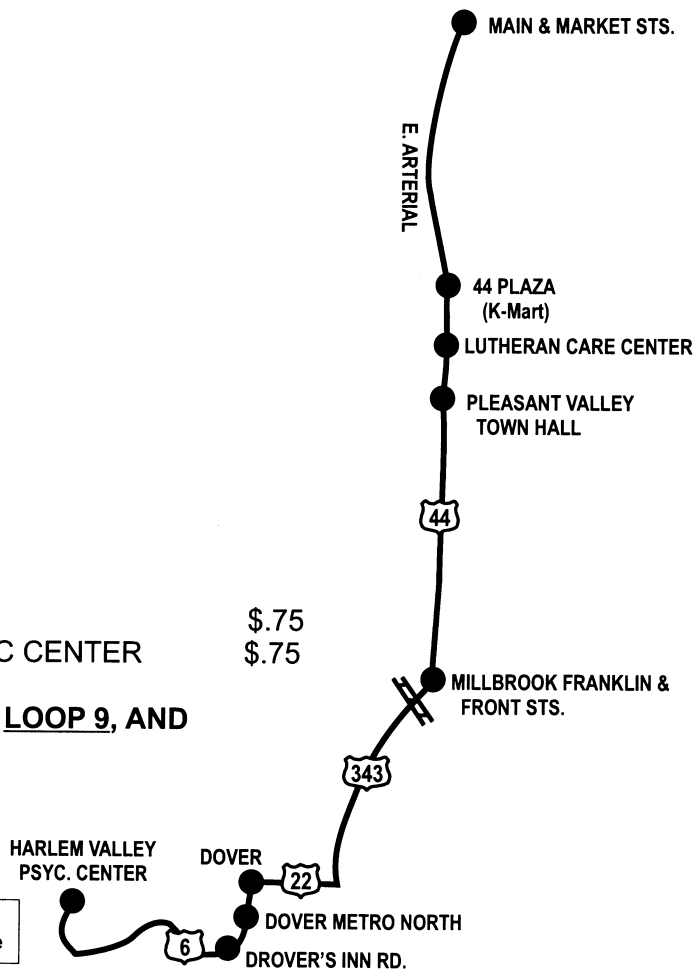 MAIN & MARKET STS.
E. ARTERIAL
44 PLAZA
(K-Mart)
LUTHERAN CARE CENTER
PLEASANT VALLEY
TOWN HALL
44
$.75
C CENTER $.75
MILLBROOK FRANKLIN &
FRONT STS.
LOOP 9, AND
343
HARLEM VALLEY
PSYC. CENTER
DOVER
22
DOVER METRO NORTH
6
DROVER'S INN RD.
e